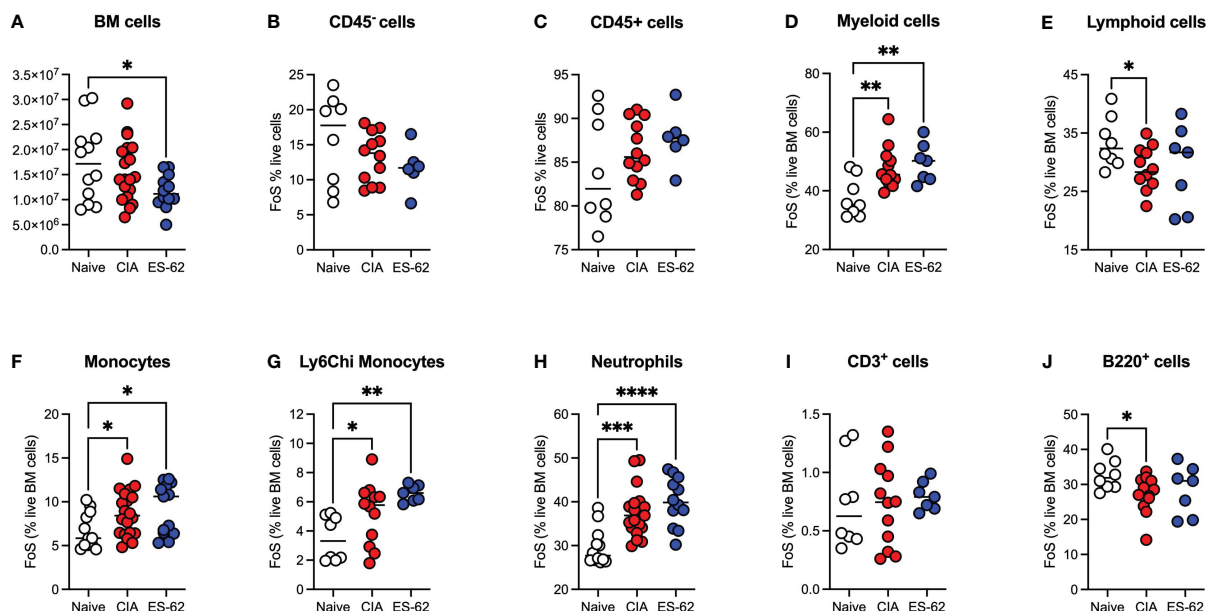 A BM cells
*
3.5×10⁷
3.0×10⁷
2.5×10⁷
2.0×10⁷
1.5×10⁷
1.0×10⁷
5.0×10⁶
0.0
Naive CIA ES-62
B CD45⁻ cells
FoS % live cells
25
20
15
10
5
0
Naive CIA ES-62
C CD45+ cells
FoS % live cells
95
90
85
80
75
Naive CIA ES-62
D Myeloid cells
**
**
FoS (% live BM cells)
80
60
40
20
Naive CIA ES-62
E Lymphoid cells
*
FoS (% live BM cells)
45
35
25
15
Naive CIA ES-62
F Monocytes
*
*
FoS (% live BM cells)
20
15
10
5
0
Naive CIA ES-62
G Ly6Chi Monocytes
**
*
FoS (% live BM cells)
8
6
4
2
0
Naive CIA ES-62
H Neutrophils
****
***
FoS (% live BM cells)
60
50
40
30
20
Naive CIA ES-62
I CD3⁺ cells
FoS (% live BM cells)
1.5
1.0
0.5
0.0
Naive CIA ES-62
J B220⁺ cells
*
FoS (% live BM cells)
50
40
30
20
10
0
Naive CIA ES-62